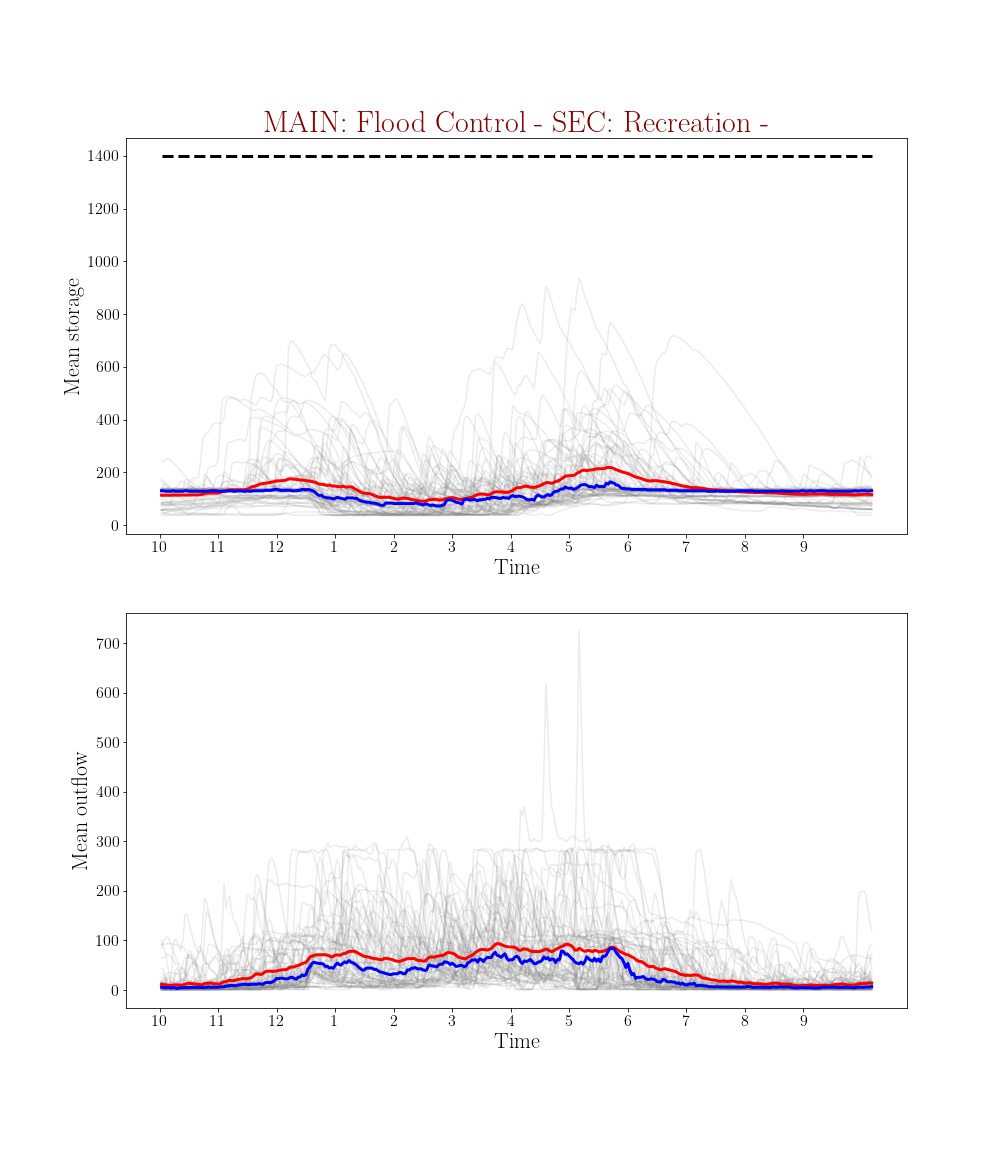 MAIN: Flood Control - SEC: Recreation -
1400
1200
1000
800
600
400
200
0
Mean storage
10 11 12 1 2 3 4 5 6 7 8 9
Time
700
600
500
400
300
200
100
0
Mean outflow
10 11 12 1 2 3 4 5 6 7 8 9
Time